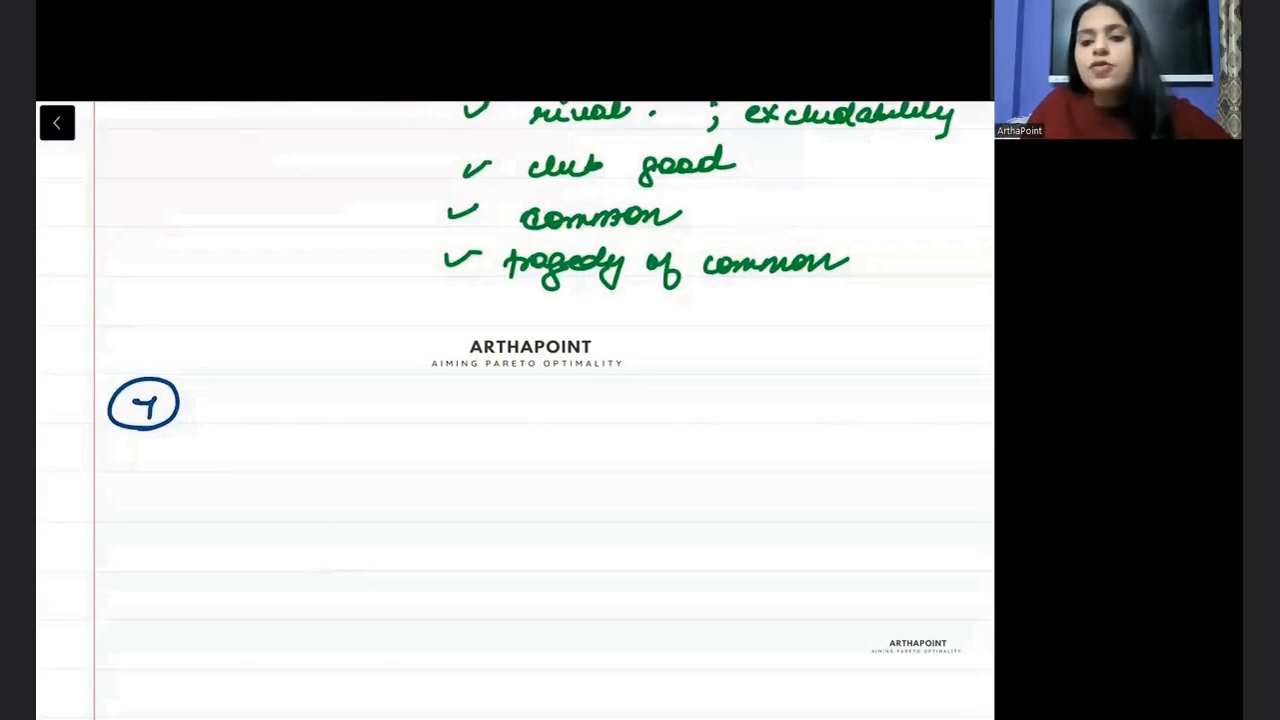 ✓ rival. ; excludability
✓ club good
✓ common
✓ tragedy of common
ARTHAPOINT
AIMING PARETO OPTIMALITY
ArthaPoint
ARTHAPOINT
AIMING PARETO OPTIMALITY